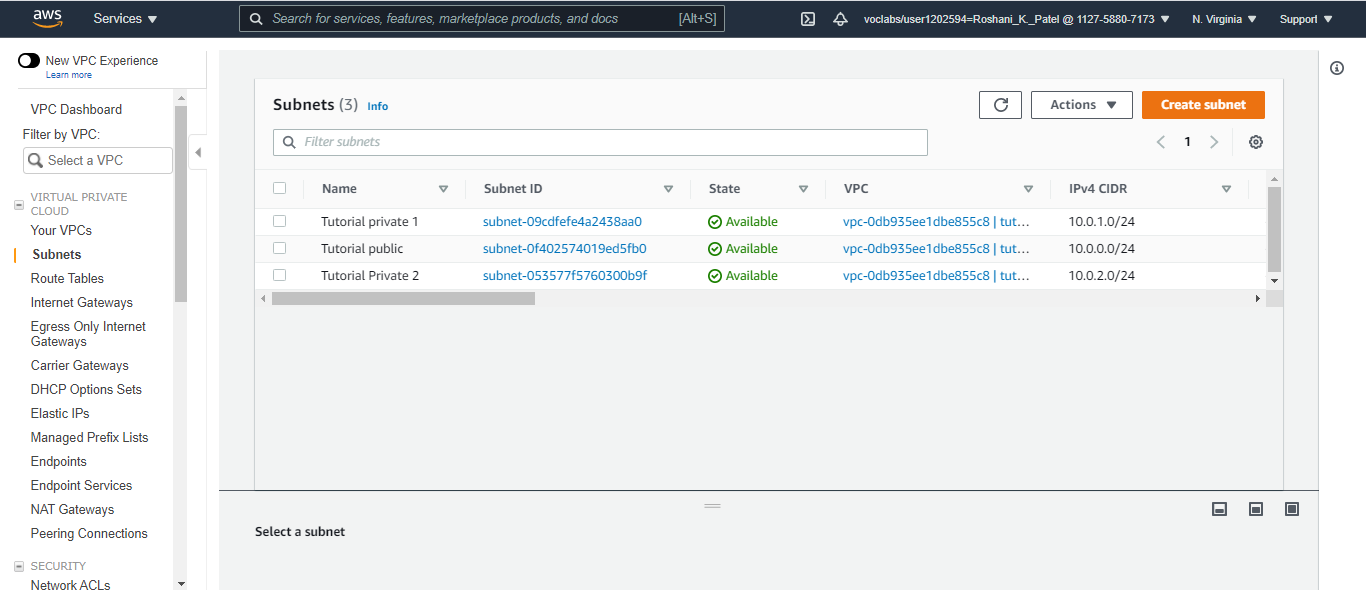 aws
Services
Search for services, features, marketplace products, and docs [Alt+S]
voclabs/user1202594=Roshani_K._Patel @ 1127-5880-7173
N. Virginia
Support
New VPC Experience
Learn more
VPC Dashboard
Filter by VPC:
Select a VPC
VIRTUAL PRIVATE
CLOUD
Your VPCs
Subnets
Route Tables
Internet Gateways
Egress Only Internet
Gateways
Carrier Gateways
DHCP Options Sets
Elastic IPs
Managed Prefix Lists
Endpoints
Endpoint Services
NAT Gateways
Peering Connections
SECURITY
Network ACLs
Subnets (3) Info
Actions
Create subnet
Filter subnets
1
Name Subnet ID State VPC IPv4 CIDR
Tutorial private 1 subnet-09cdfefe4a2438aa0 Available vpc-0db935ee1dbe855c8 | tut... 10.0.1.0/24
Tutorial public subnet-0f402574019ed5fb0 Available vpc-0db935ee1dbe855c8 | tut... 10.0.0.0/24
Tutorial Private 2 subnet-053577f5760300b9f Available vpc-0db935ee1dbe855c8 | tut... 10.0.2.0/24
Select a subnet